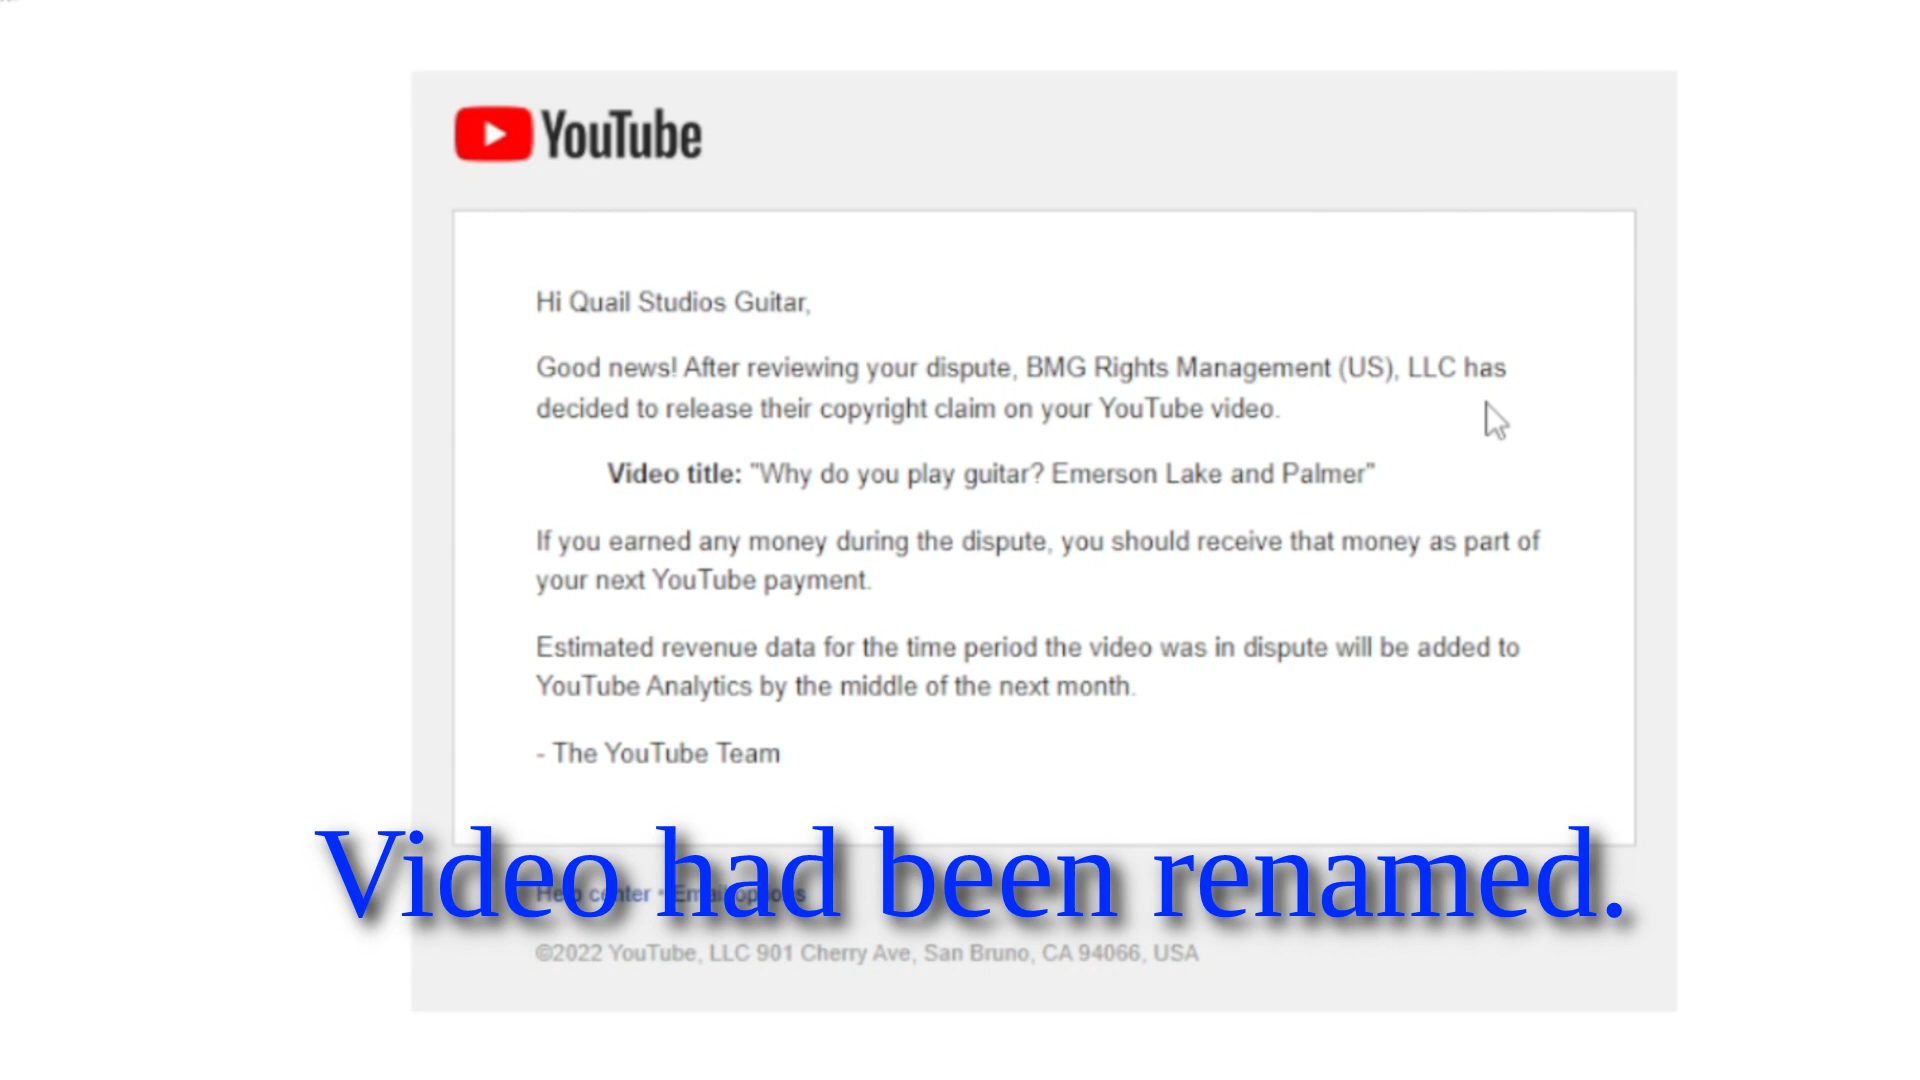 YouTube
Hi Quail Studios Guitar,
Good news! After reviewing your dispute, BMG Rights Management (US), LLC has
decided to release their copyright claim on your YouTube video.
Video title: "Why do you play guitar? Emerson Lake and Palmer"
If you earned any money during the dispute, you should receive that money as part of
your next YouTube payment.
Estimated revenue data for the time period the video was in dispute will be added to
YouTube Analytics by the middle of the next month.
- The YouTube Team
Video had been renamed.
Help center • Email options
©2022 YouTube, LLC 901 Cherry Ave, San Bruno, CA 94066, USA